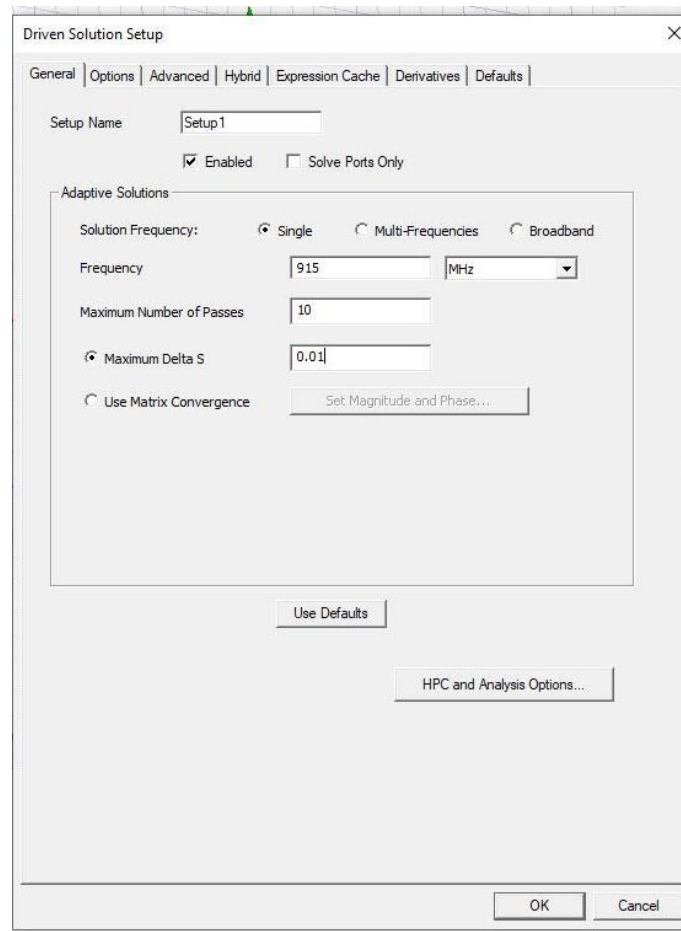 Driven Solution Setup
General Options Advanced Hybrid Expression Cache Derivatives Defaults
Setup Name Setup1
Enabled Solve Ports Only
Adaptive Solutions
Solution Frequency: Single Multi-Frequencies Broadband
Frequency 915 MHz
Maximum Number of Passes 10
Maximum Delta S 0.01
Use Matrix Convergence Set Magnitude and Phase...
Use Defaults
HPC and Analysis Options...
OK Cancel